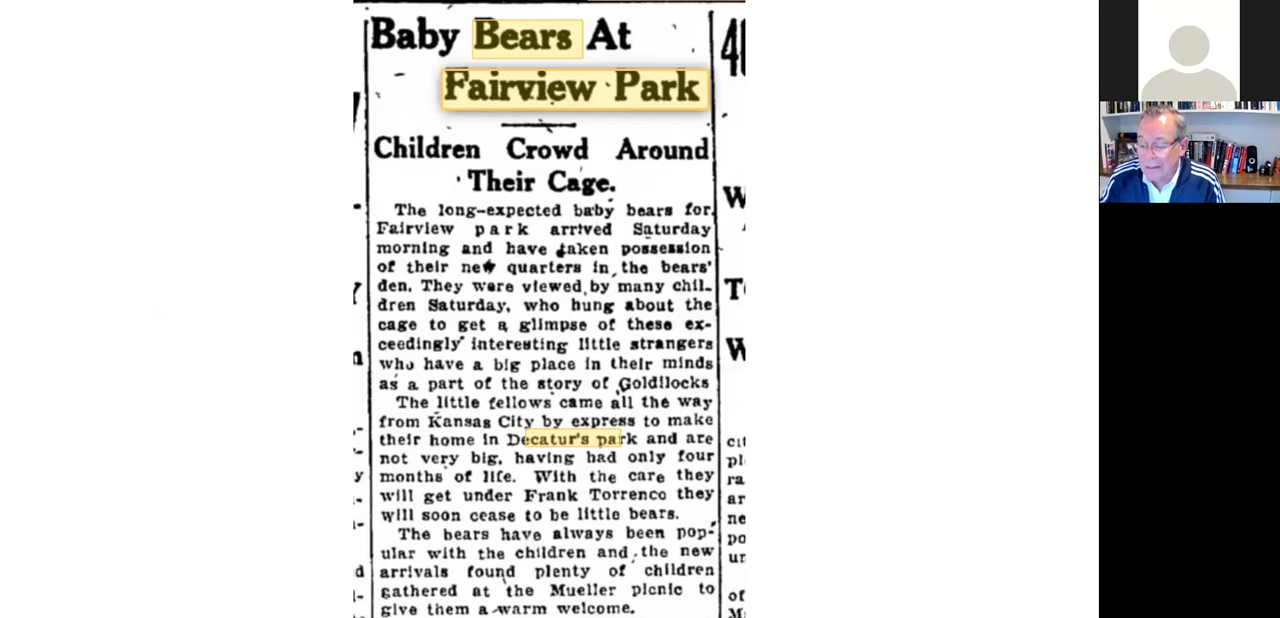 Baby Bears At
Fairview Park
Children Crowd Around
Their Cage.
The long-expected baby bears for
Fairview park arrived Saturday
morning and have taken possession
of their new quarters in the bears'
den. They were viewed by many chil-
dren Saturday, who hung about the
cage to get a glimpse of these ex-
ceedingly interesting little strangers
who have a big place in their minds
as a part of the story of Goldilocks
The little fellows came all the way
from Kansas City by express to make
their home in Decatur's park and are
not very big, having had only four
months of life. With the care they
will get under Frank Torrence they
will soon cease to be little bears.
The bears have always been pop-
ular with the children and the new
arrivals found plenty of children
gathered at the Mueller picnic to
give them a warm welcome.